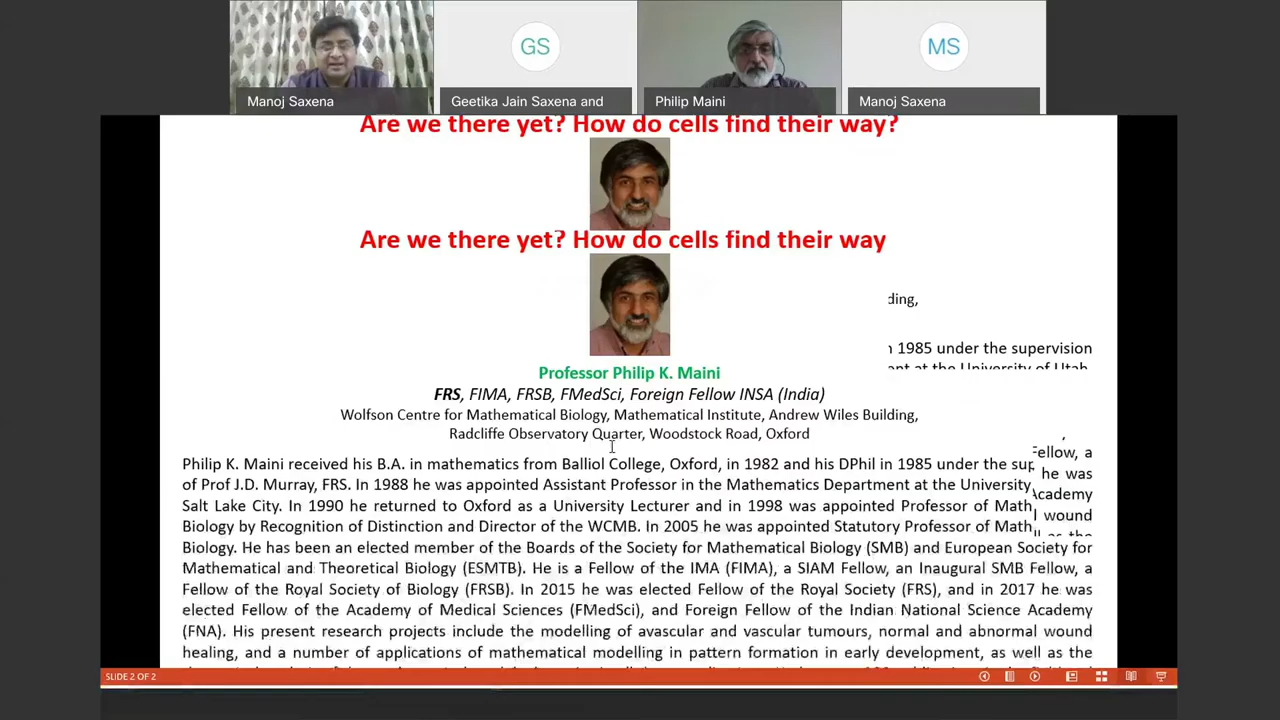 GS
MS
Manoj Saxena
Geetika Jain Saxena and
Philip Maini
Manoj Saxena
Are we there yet? How do cells find their way?
Are we there yet? How do cells find their way
ding,
n 1985 under the supervision
ent at the University of Utah,
Professor Philip K. Maini
FRS, FIMA, FRSB, FMedSci, Foreign Fellow INSA (India)
Wolfson Centre for Mathematical Biology, Mathematical Institute, Andrew Wiles Building,
Radcliffe Observatory Quarter, Woodstock Road, Oxford
Philip K. Maini received his B.A. in mathematics from Balliol College, Oxford, in 1982 and his DPhil in 1985 under the sup
of Prof J.D. Murray, FRS. In 1988 he was appointed Assistant Professor in the Mathematics Department at the University
Salt Lake City. In 1990 he returned to Oxford as a University Lecturer and in 1998 was appointed Professor of Math
Biology by Recognition of Distinction and Director of the WCMB. In 2005 he was appointed Statutory Professor of Math
Fellow, a
he was
Academy
l wound
ll as the
Biology. He has been an elected member of the Boards of the Society for Mathematical Biology (SMB) and European Society for
Mathematical and Theoretical Biology (ESMTB). He is a Fellow of the IMA (FIMA), a SIAM Fellow, an Inaugural SMB Fellow, a
Fellow of the Royal Society of Biology (FRSB). In 2015 he was elected Fellow of the Royal Society (FRS), and in 2017 he was
elected Fellow of the Academy of Medical Sciences (FMedSci), and Foreign Fellow of the Indian National Science Academy
(FNA). His present research projects include the modelling of avascular and vascular tumours, normal and abnormal wound
healing, and a number of applications of mathematical modelling in pattern formation in early development, as well as the
SLIDE 2 OF 2